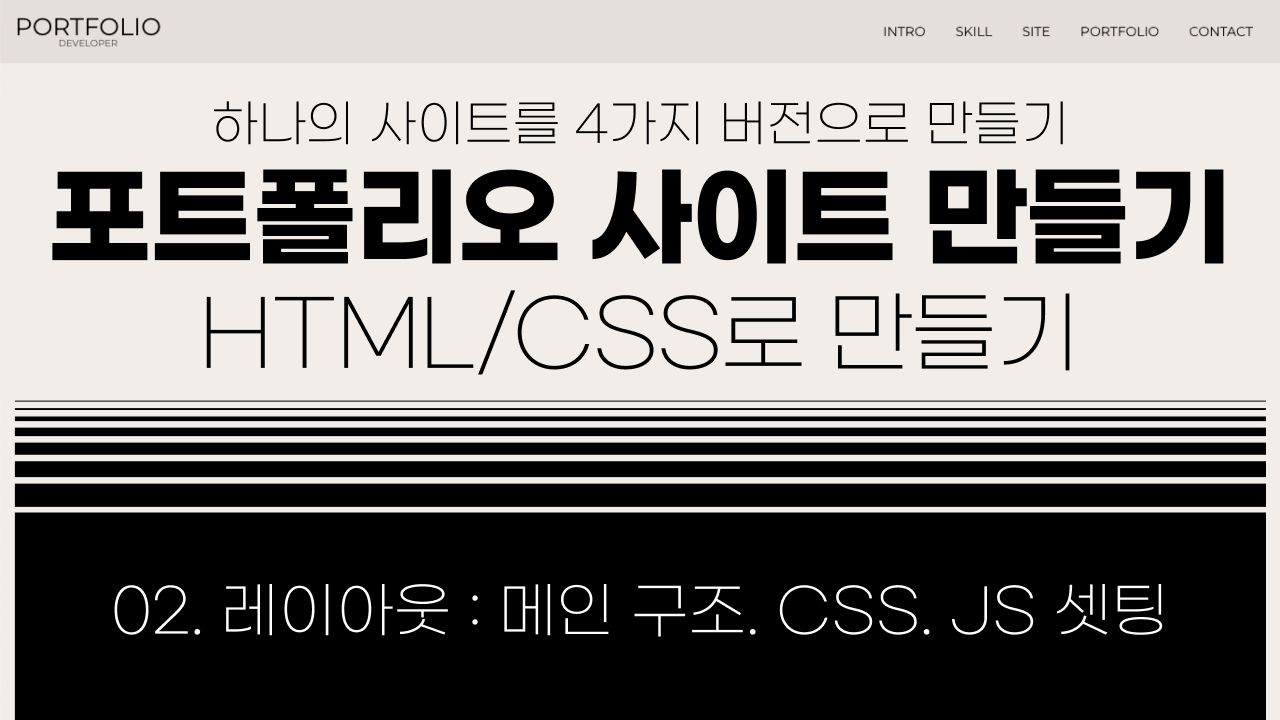 PORTFOLIO
DEVELOPER
INTRO SKILL SITE PORTFOLIO CONTACT
하나의 사이트를 4가지 버전으로 만들기
포트폴리오 사이트 만들기
HTML/CSS로 만들기
02. 레이아웃 : 메인 구조. CSS. JS 셋팅